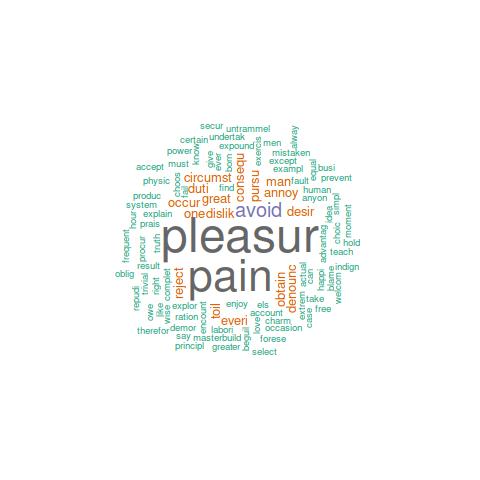 secur
untrammel
alway
certain
undertak
know
expound
men
exercis
power
give
ever
born
mistaken
accept
must
except
equal
busi
circumst
consequ
pursu
exampl
physic
choos
duti
fail
find
man
fault
prevent
annoy
human
anyon
produc
occur
great
system
hour
explain
one
dislik
avoid
desir
idea
simpl
prais
choic
moment
frequent
procur
truth
pleasur
advantag
hold
teach
result
pain
indign
oblig
trivial
right
complet
reject
obtain
denounc
actual
can
happi
blame
welcom
repudi
owe
like
wise
explor
encount
toil
enjoy
els
extrem
take
ration
account
case
free
demor
labori
everi
love
charm
occasion
therefor
say
masterbuild
beguil
forese
principl
greater
select